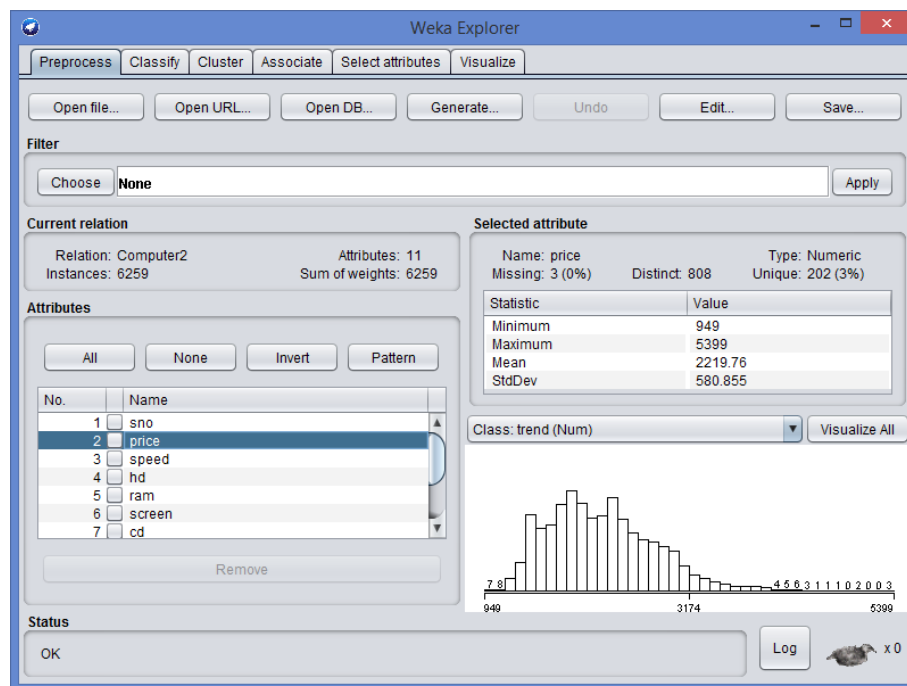 Weka Explorer
Preprocess Classify Cluster Associate Select attributes Visualize
Open file... Open URL... Open DB... Generate... Undo Edit... Save...
Filter
Choose None Apply
Current relation
Relation: Computer2 Attributes: 11
Instances: 6259 Sum of weights: 6259
Attributes
All None Invert Pattern
No. Name
1 sno
2 price
3 speed
4 hd
5 ram
6 screen
7 cd
Remove
Selected attribute
Name: price Type: Numeric
Missing: 3 (0%) Distinct: 808 Unique: 202 (3%)
Statistic Value
Minimum 949
Maximum 5399
Mean 2219.76
StdDev 580.855
Class: trend (Num) Visualize All
7 8 4 5 6 3 1 1 1 0 2 0 0 3
949 3174 5399
Status
OK Log x 0